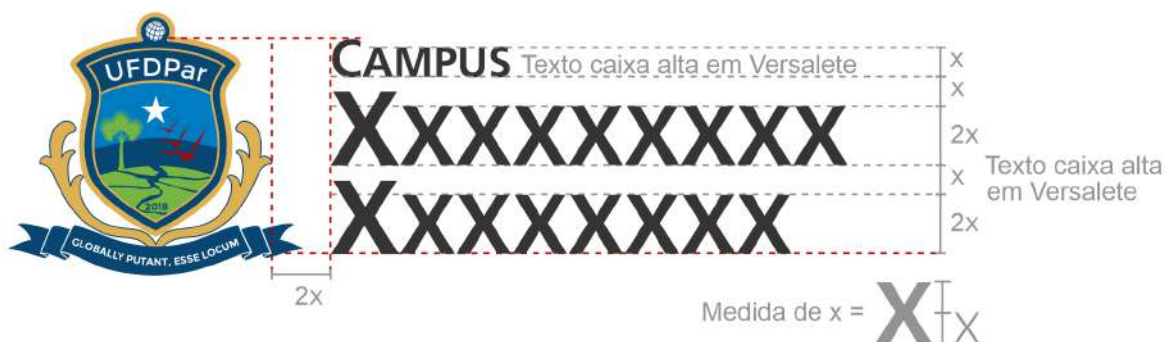 UFDPar
2018
GLOBALLY PUTANT, ESSE LOCUM
CAMPUS Texto caixa alta em Versalete
x
x
XXXXXXXXXX
2x
x
Texto caixa alta
em Versalete
XXXXXXXXX
2x
2x
Medida de x = X
x